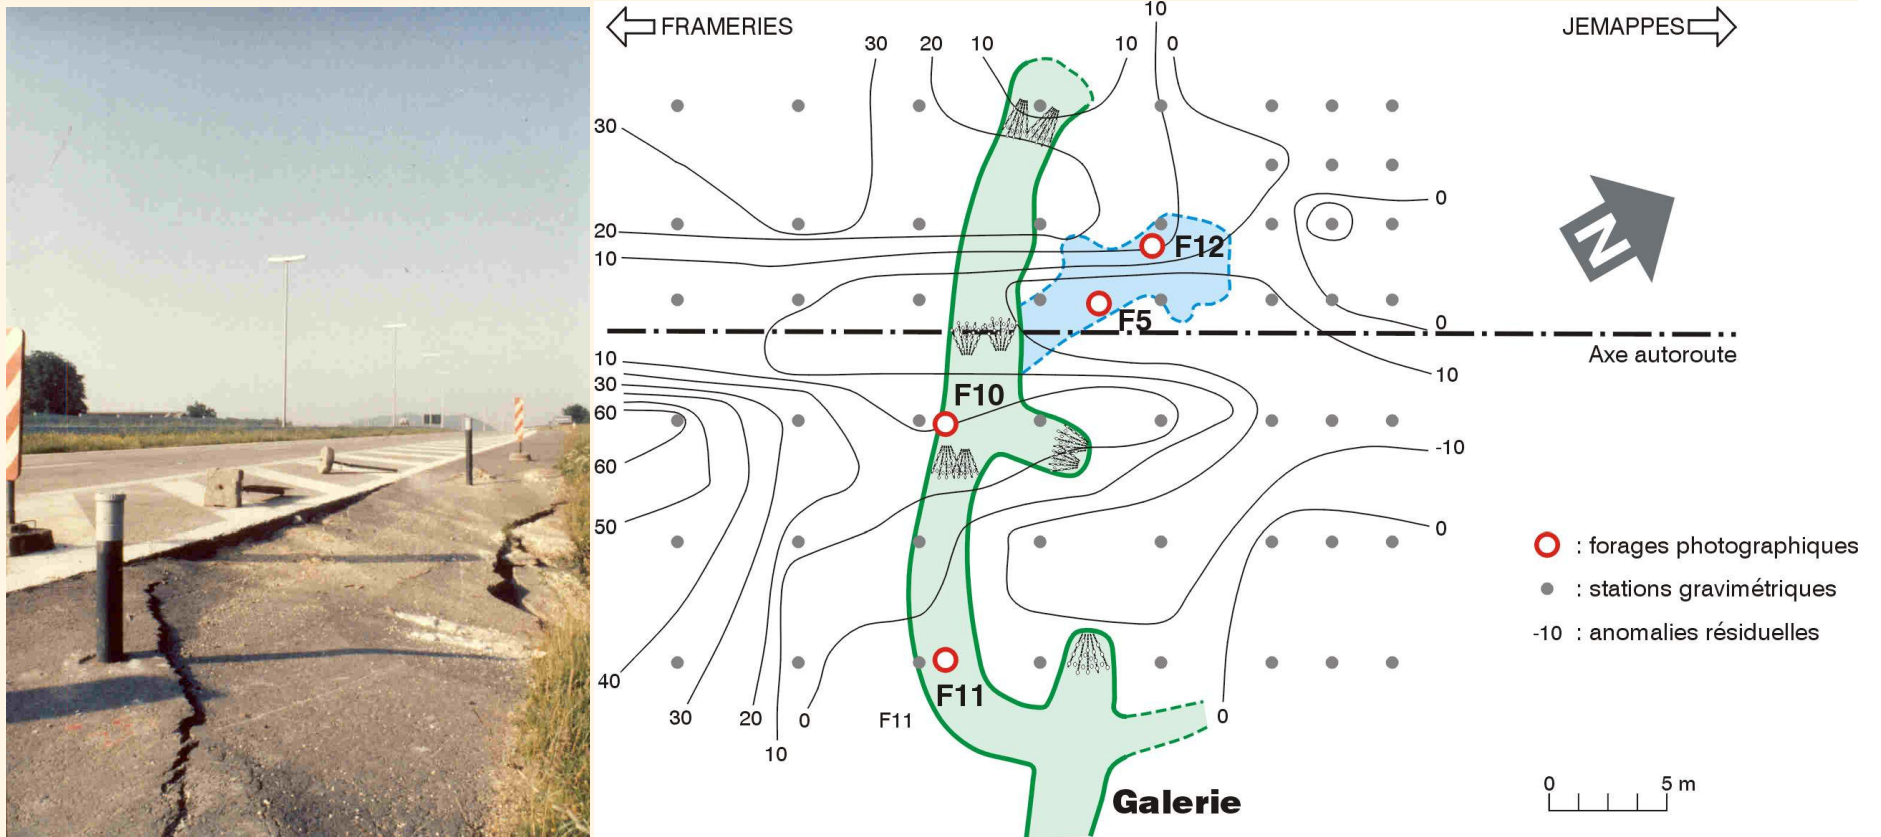 FRAMERIES
JEMAPPES
10
30 20 10 10 0
30
N
0
20
F12
10
F5
0
Axe autoroute
10
10
30
F10
60
-10
60
50
0
: forages photographiques
: stations gravimétriques
-10 : anomalies résiduelles
40
F11
30 20 0 F11 0
10
0 5 m
Galerie